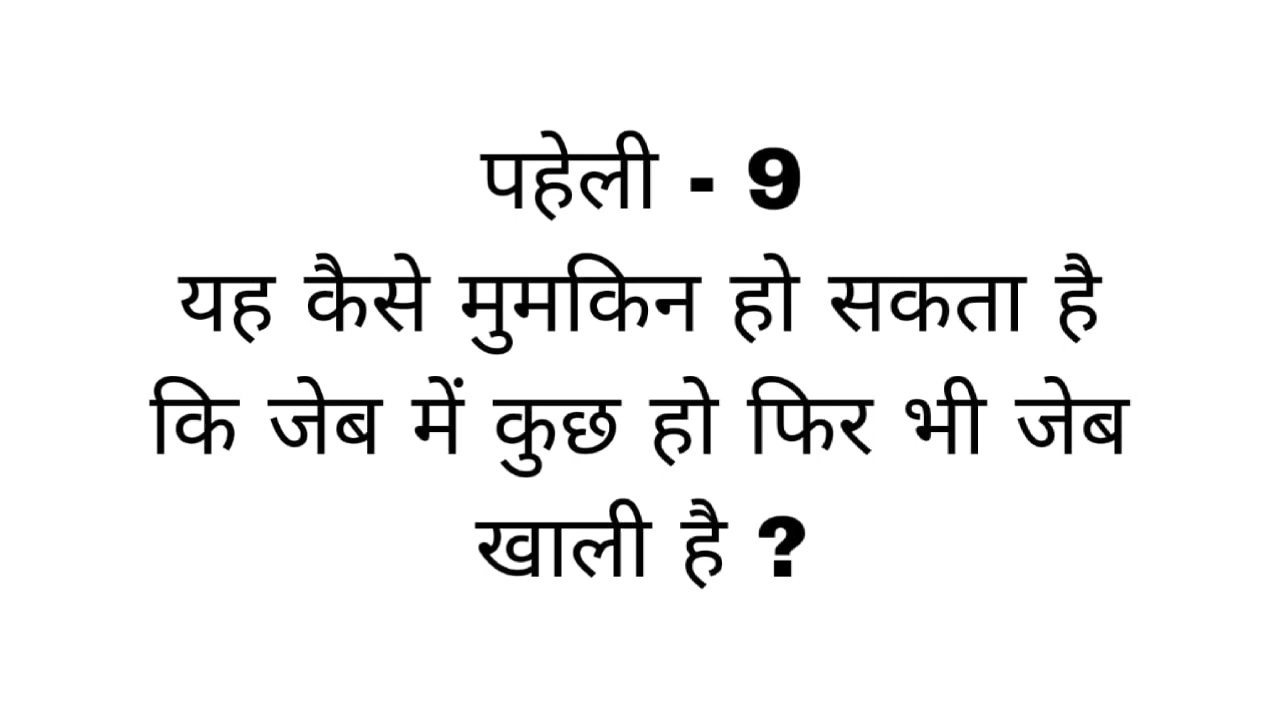 पहेली - 9
यह कैसे मुमकिन हो सकता है
कि जेब में कुछ हो फिर भी जेब
खाली है ?